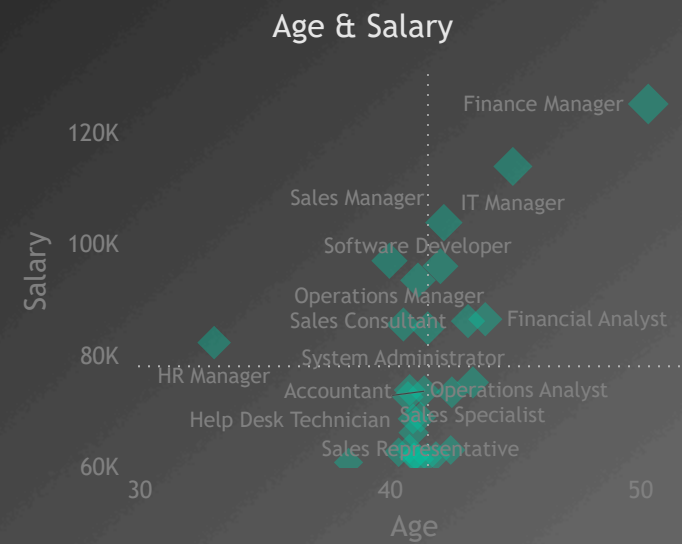 Age & Salary
Finance Manager
120K
Sales Manager
IT Manager
100K
Software Developer
Operations Manager
Sales Consultant
Financial Analyst
80K
System Administrator
HR Manager
Accountant
Operations Analyst
Sales Specialist
Help Desk Technician
Sales Representative
60K
30
40
50
Salary
Age